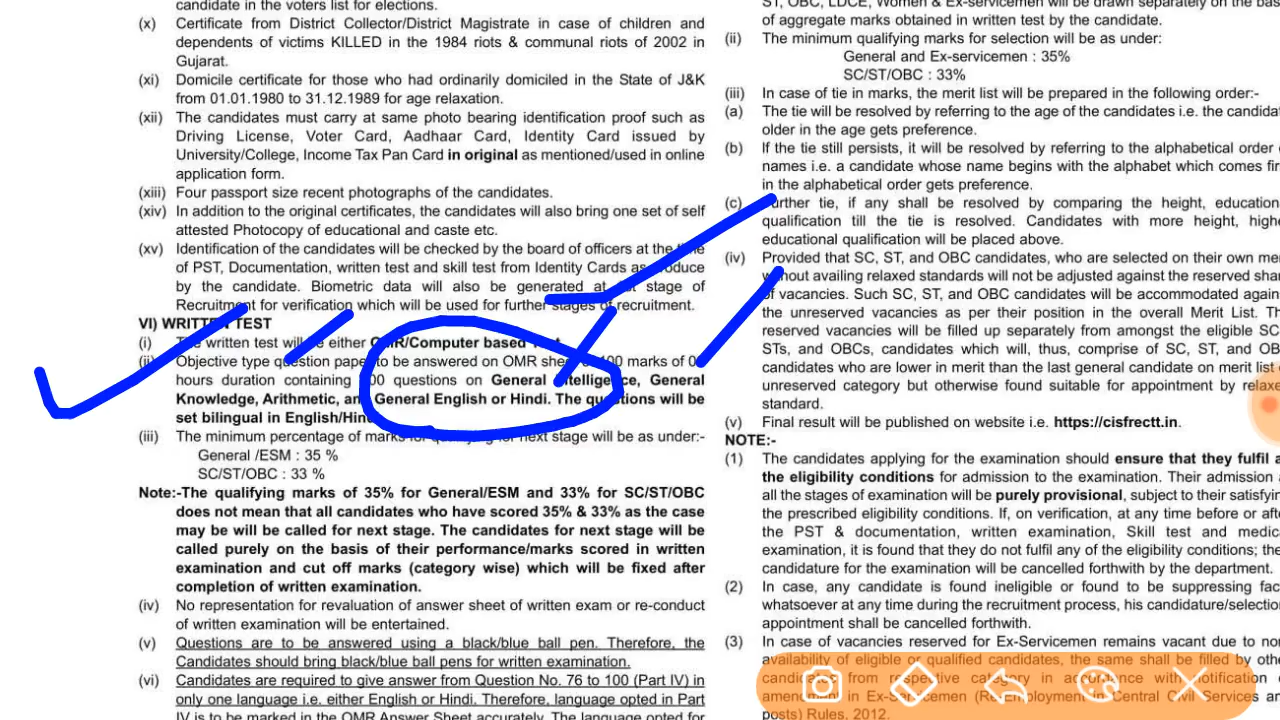 candidate in the voters list for elections.
(x) Certificate from District Collector/District Magistrate in case of children and
dependents of victims KILLED in the 1984 riots & communal riots of 2002 in
Gujarat.
(xi) Domicile certificate for those who had ordinarily domiciled in the State of J&K
from 01.01.1980 to 31.12.1989 for age relaxation.
(xii) The candidates must carry at same photo bearing identification proof such as
Driving License, Voter Card, Aadhaar Card, Identity Card issued by
University/College, Income Tax Pan Card in original as mentioned/used in online
application form.
(xiii) Four passport size recent photographs of the candidates.
(xiv) In addition to the original certificates, the candidates will also bring one set of self
attested Photocopy of educational and caste etc.
(xv) Identification of the candidates will be checked by the board of officers at the
of PST, Documentation, written test and skill test from Identity Cards as produce
by the candidate. Biometric data will also be generated at stage of
Recruitment for verification which will be used for further stages of recruitment.
VI) WRITTEN TEST
(i) The written test will be either OMR/Computer based
(ii) Objective type question paper to be answered on OMR 100 marks of
hours duration containing questions on General Intelligence, General
Knowledge, Arithmetic, General English or Hindi. The questions will be
set bilingual in English/Hindi
(iii) The minimum percentage of marks for qualifying for next stage will be as under:-
General /ESM : 35 %
SC/ST/OBC : 33 %
Note:-The qualifying marks of 35% for General/ESM and 33% for SC/ST/OBC
does not mean that all candidates who have scored 35% & 33% as the case
may be will be called for next stage. The candidates for next stage will be
called purely on the basis of their performance/marks scored in written
examination and cut off marks (category wise) which will be fixed after
completion of written examination.
(iv) No representation for revaluation of answer sheet of written exam or re-conduct
of written examination will be entertained.
(v) Questions are to be answered using a black/blue ball pen. Therefore, the
Candidates should bring black/blue ball pens for written examination.
(vi) Candidates are required to give answer from Question No. 76 to 100 (Part IV) in
only one language i.e. either English or Hindi. Therefore, language opted in Part
IV is to be marked in the OMR Answer Sheet accurately. The language opted for
ST, OBC, LDCE, Women & Ex-servicemen will be drawn separately on the
of aggregate marks obtained in written test by the candidate.
(ii) The minimum qualifying marks for selection will be as under:
General and Ex-servicemen : 35%
SC/ST/OBC : 33%
(iii) In case of tie in marks, the merit list will be prepared in the following order:-
(a) The tie will be resolved by referring to the age of the candidates i.e. the
older in the age gets preference.
(b) If the tie still persists, it will be resolved by referring to the alphabetical order
names i.e. a candidate whose name begins with the alphabet which comes
in the alphabetical order gets preference.
(c) Further tie, if any shall be resolved by comparing the height,
qualification till the tie is resolved. Candidates with more height,
educational qualification will be placed above.
(iv) Provided that SC, ST, and OBC candidates, who are selected on their own
without availing relaxed standards will not be adjusted against the reserved
of vacancies. Such SC, ST, and OBC candidates will be accommodated
the unreserved vacancies as per their position in the overall Merit List.
reserved vacancies will be filled up separately from amongst the eligible
STs, and OBCs, candidates which will, thus, comprise of SC, ST, and
candidates who are lower in merit than the last general candidate on merit list
unreserved category but otherwise found suitable for appointment by
standard.
(v) Final result will be published on website i.e. https://cisfrectt.in.
NOTE:-
(1) The candidates applying for the examination should ensure that they fulfil
the eligibility conditions for admission to the examination. Their admission
all the stages of examination will be purely provisional, subject to their
the prescribed eligibility conditions. If, on verification, at any time before or
the PST & documentation, written examination, Skill test and
examination, it is found that they do not fulfil any of the eligibility conditions;
candidature for the examination will be cancelled forthwith by the department.
(2) In case, any candidate is found ineligible or found to be suppressing
whatsoever at any time during the recruitment process, his
appointment shall be cancelled forthwith.
(3) In case of vacancies reserved for Ex-Servicemen remains vacant due to
availability of eligible or qualified candidates, the same shall be filled by
candidates from respective category in accordance with notification
in Ex-Servicemen Central Civil Services
posts) Rules, 2012.